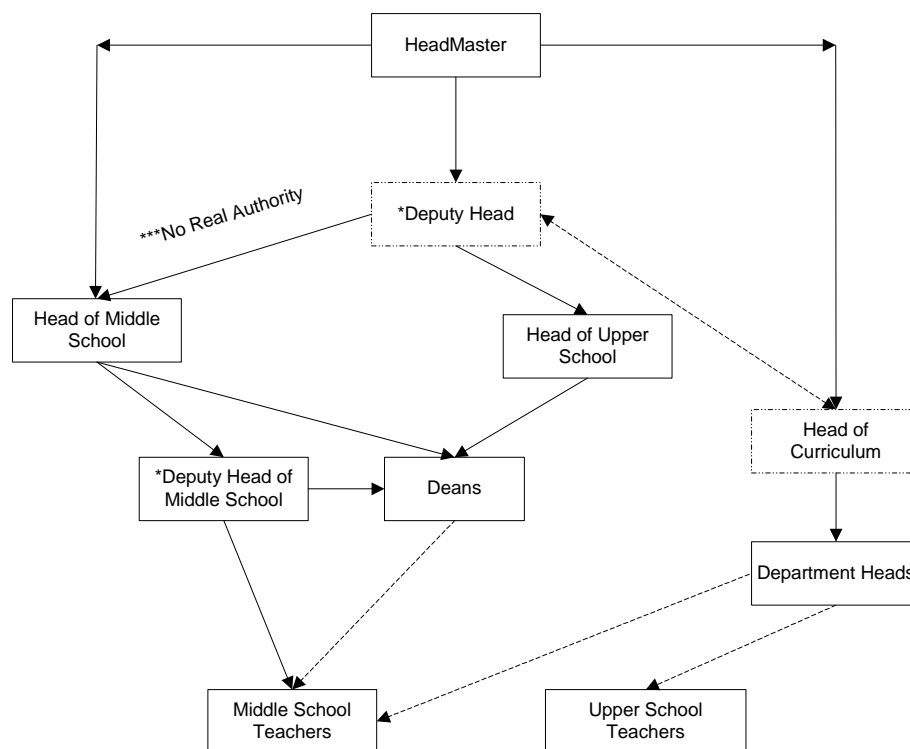 HeadMaster
***No Real Authority
*Deputy Head
Head of Middle
School
Head of Upper
School
Head of
Curriculum
*Deputy Head of
Middle School
Deans
Department Heads
Middle School
Teachers
Upper School
Teachers